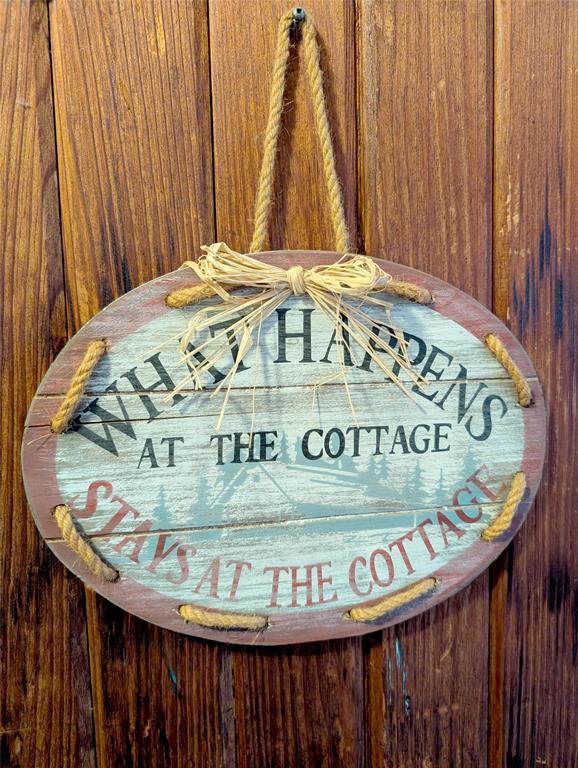 WHAT HAPPENS
AT THE COTTAGE
STAYS AT THE COTTAGE